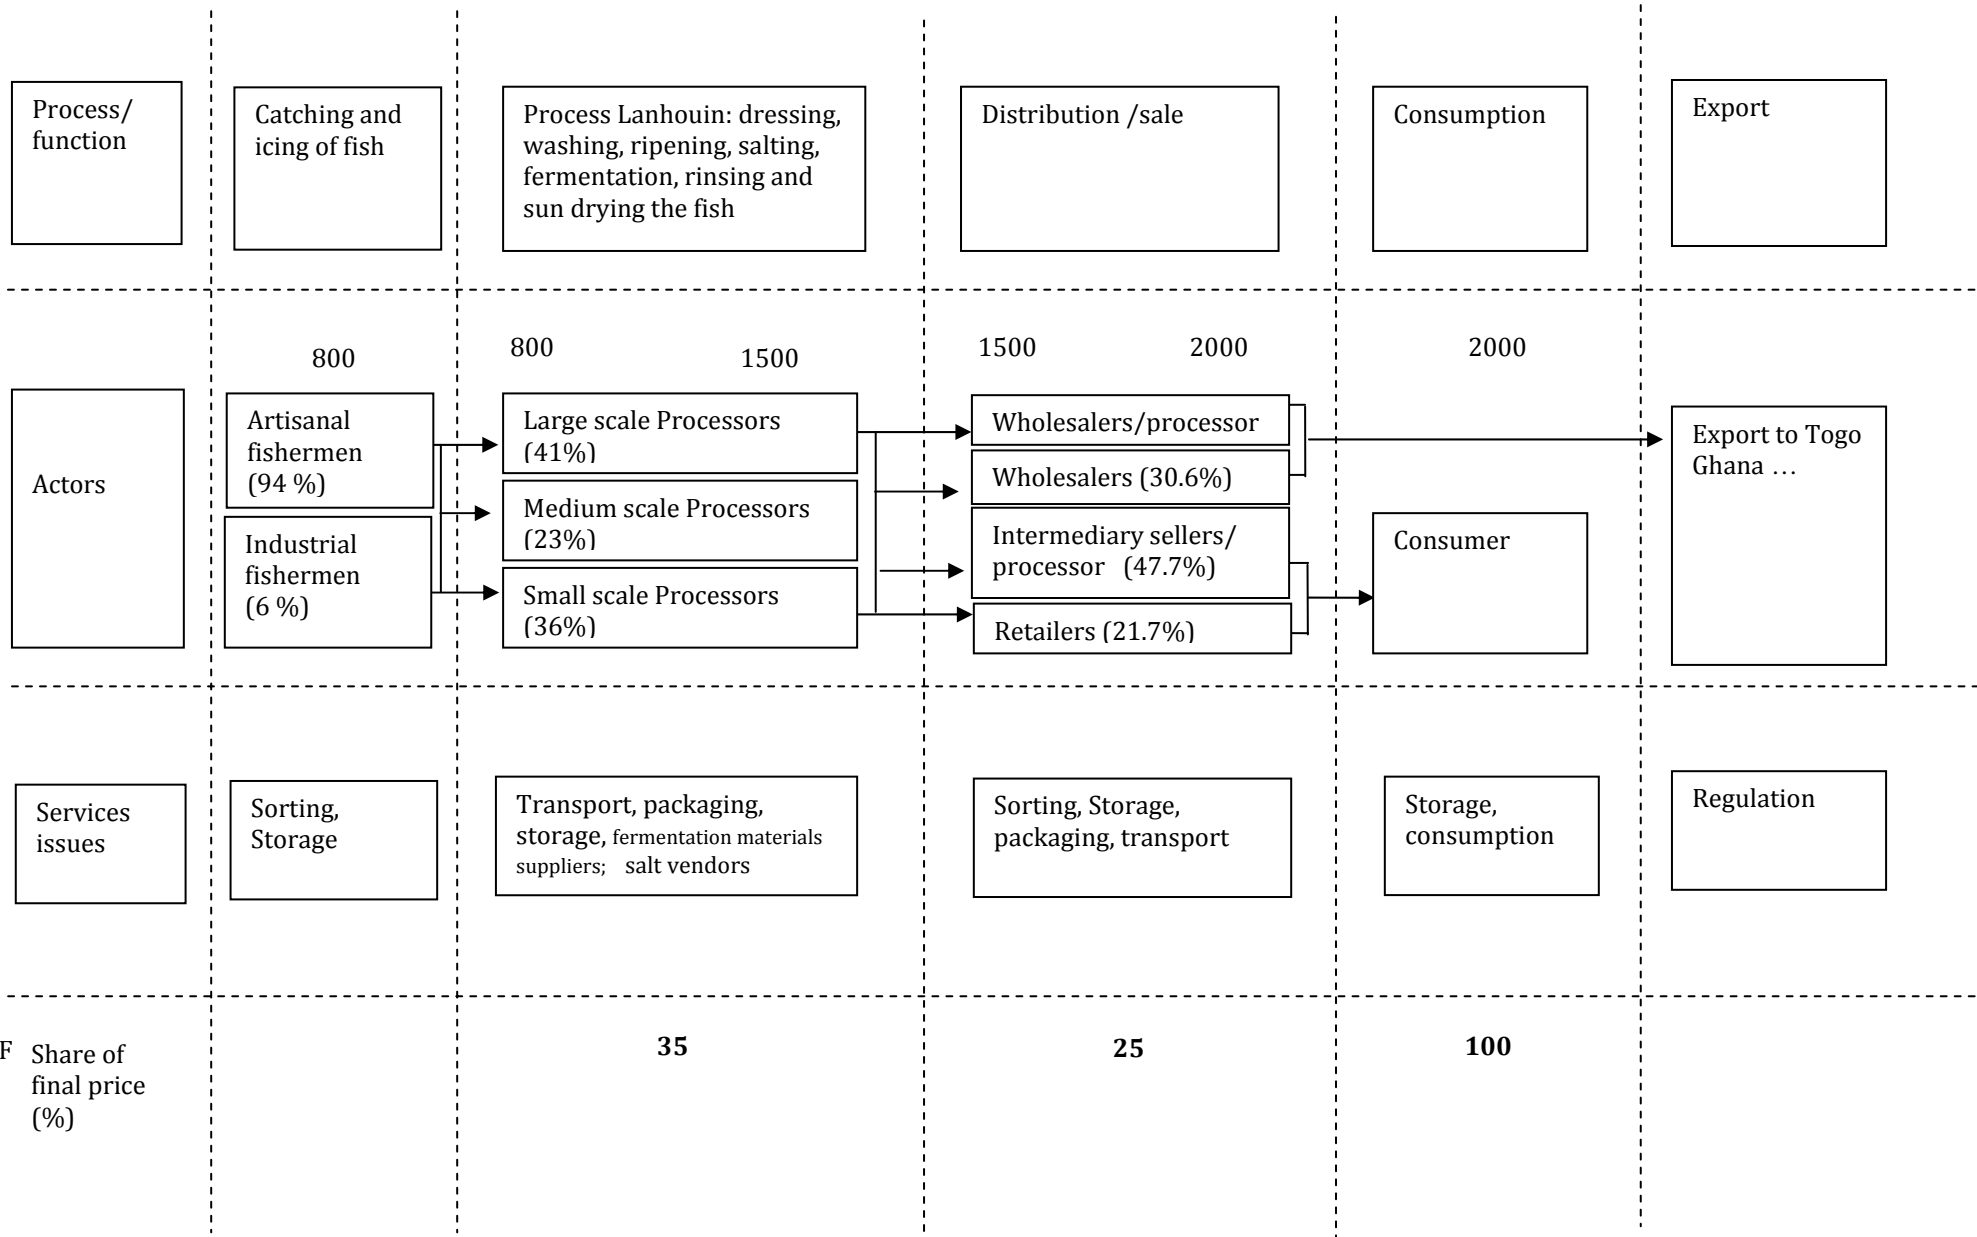 Process/
function
Catching and
icing of fish
Process Lanhouin: dressing,
washing, ripening, salting,
fermentation, rinsing and
sun drying the fish
Distribution /sale
Consumption
Export
800
800
1500
1500
2000
2000
Actors
Artisanal
fishermen
(94 %)
Industrial
fishermen
(6 %)
Large scale Processors
(41%)
Medium scale Processors
(23%)
Small scale Processors
(36%)
Wholesalers/processor
Wholesalers (30.6%)
Intermediary sellers/
processor (47.7%)
Retailers (21.7%)
Consumer
Export to Togo
Ghana …
Services
issues
Sorting,
Storage
Transport, packaging,
storage, fermentation materials
suppliers; salt vendors
Sorting, Storage,
packaging, transport
Storage,
consumption
Regulation
F
Share of
final price
(%)
35
25
100